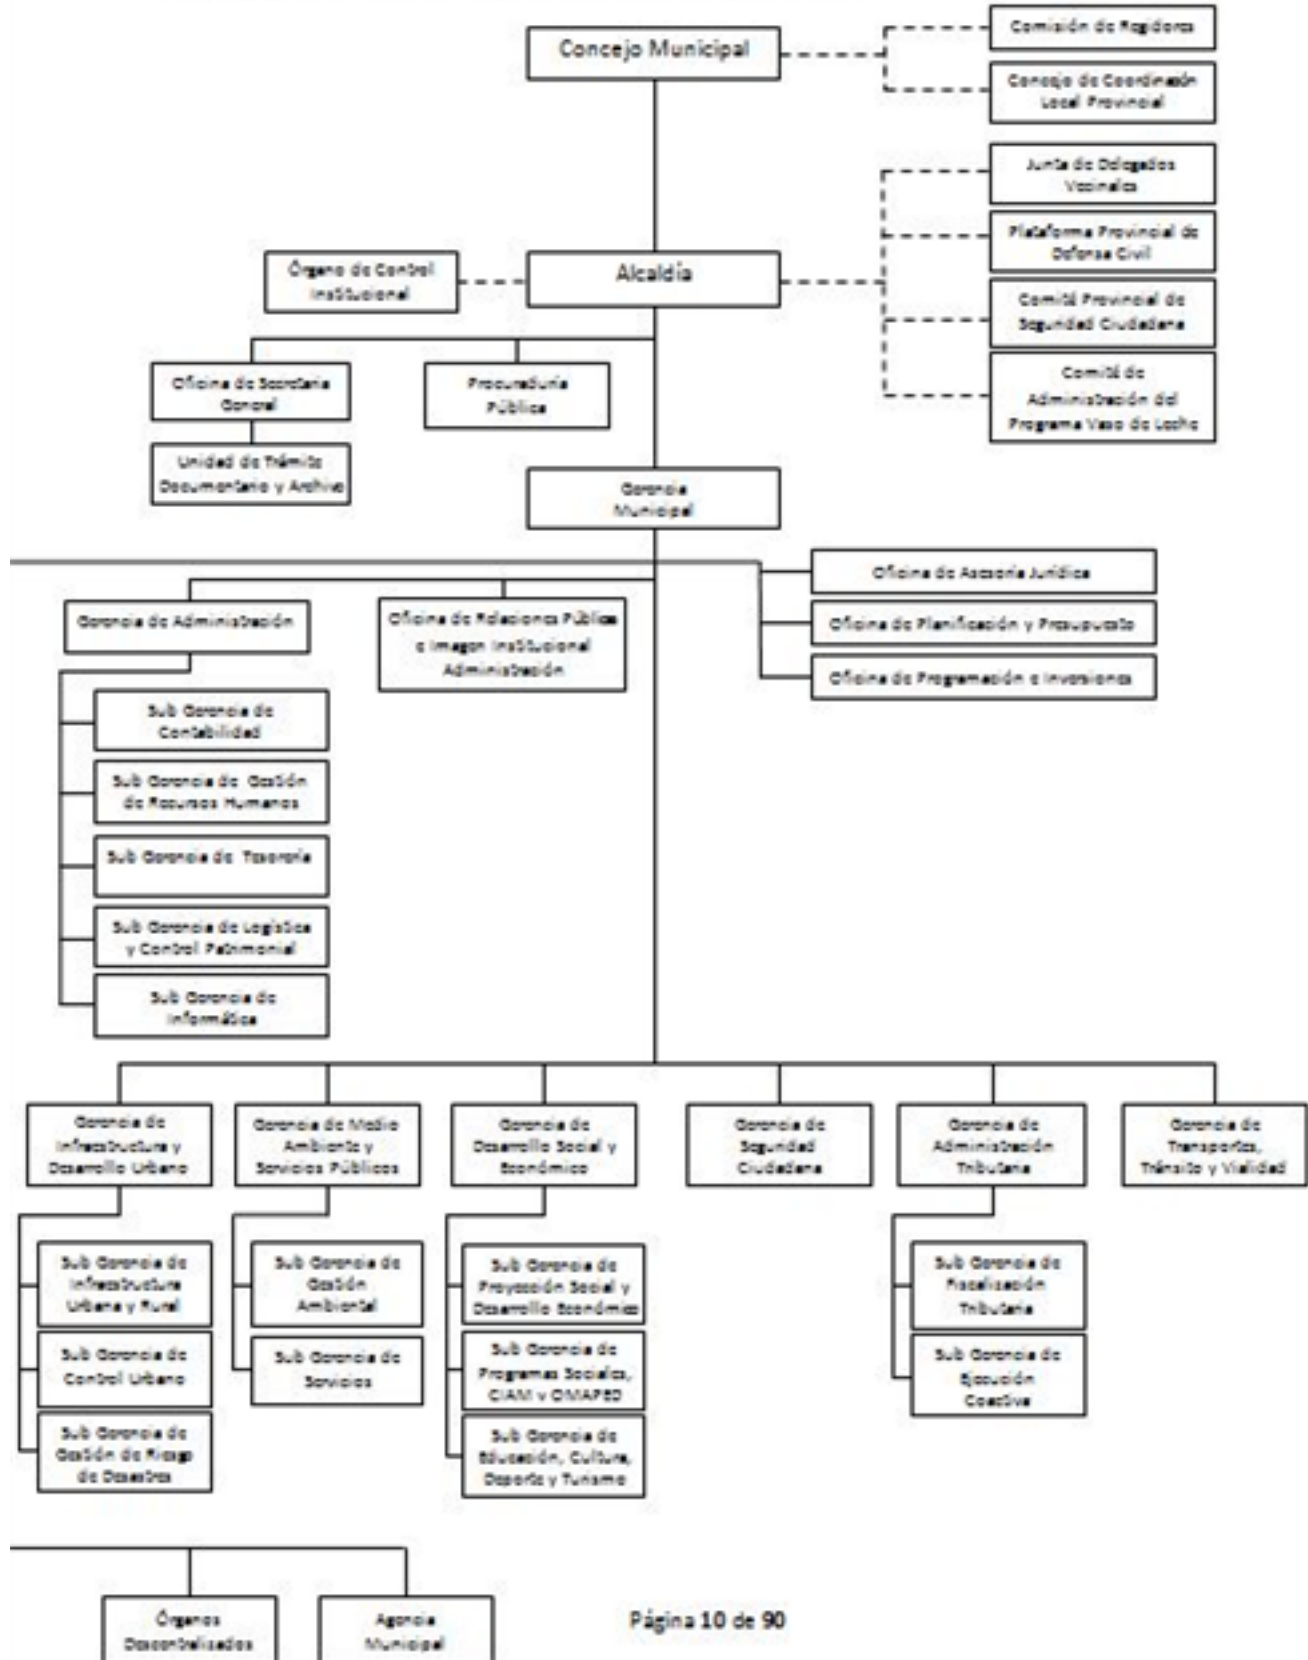 Concejo Municipal
Comisión de Regidores
Concejo de Coordinación
Local Provincial
Junta de Delegados
Vecinales
Plataforma Provincial de
Defensa Civil
Órgano de Control
Institucional
Alcaldía
Comité Provincial de
Seguridad Ciudadana
Comité de
Administración del
Programa Vaso de Leche
Oficina de Secretaria
General
Procuraduría
Pública
Unidad de Trámite
Documentario y Archivo
Gerencia
Municipal
Oficina de Asesoría Jurídica
Oficina de Planificación y Presupuesto
Oficina de Programación e Inversiones
Gerencia de Administración
Oficina de Relaciones Públicas
e Imagen Institucional
Administración
Sub Gerencia de
Contabilidad
Sub Gerencia de Gestión
de Recursos Humanos
Sub Gerencia de Tesorería
Sub Gerencia de Logística
y Control Patrimonial
Sub Gerencia de
Informática
Gerencia de
Infraestructura y
Desarrollo Urbano
Gerencia de Medio
Ambiente y
Servicios Públicos
Gerencia de
Desarrollo Social y
Económico
Gerencia de
Seguridad
Ciudadana
Gerencia de
Administración
Tributaria
Gerencia de
Transportes,
Tránsito y Vialidad
Sub Gerencia de
Infraestructura
Urbana y Rural
Sub Gerencia de
Control Urbano
Sub Gerencia de
Gestión de Riesgo
de Desastres
Sub Gerencia de
Gestión
Ambiental
Sub Gerencia de
Servicios
Sub Gerencia de
Proyección Social y
Desarrollo Económico
Sub Gerencia de
Programas Sociales,
CIAM y OMAPED
Sub Gerencia de
Educación, Cultura,
Deporte y Turismo
Sub Gerencia de
Fiscalización
Tributaria
Sub Gerencia de
Ejecución
Coactiva
Órganos
Descentralizados
Agencia
Municipal
Página 10 de 90